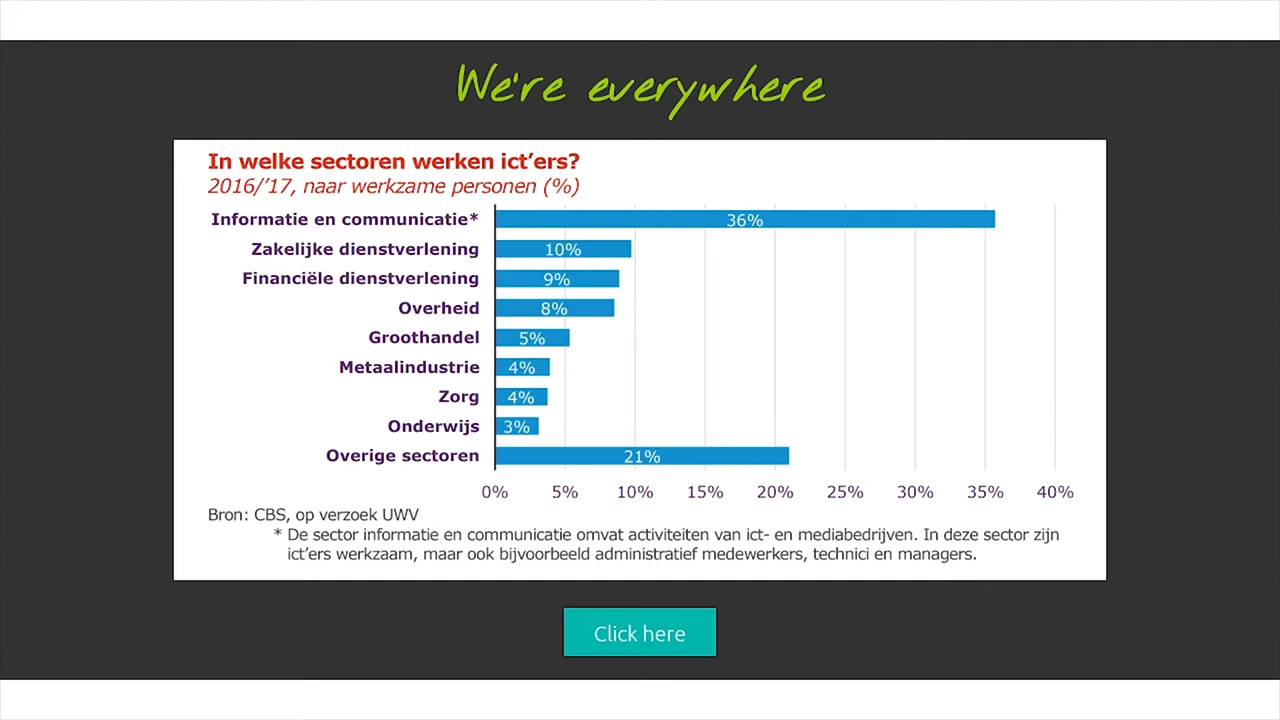 We're everywhere
In welke sectoren werken ict'ers?
2016/'17, naar werkzame personen (%)
Informatie en communicatie* 36%
Zakelijke dienstverlening 10%
Financiële dienstverlening 9%
Overheid 8%
Groothandel 5%
Metaalindustrie 4%
Zorg 4%
Onderwijs 3%
Overige sectoren 21%
0% 5% 10% 15% 20% 25% 30% 35% 40%
Bron: CBS, op verzoek UWV
* De sector informatie en communicatie omvat activiteiten van ict- en mediabedrijven. In deze sector zijn
ict'ers werkzaam, maar ook bijvoorbeeld administratief medewerkers, technici en managers.
Click here